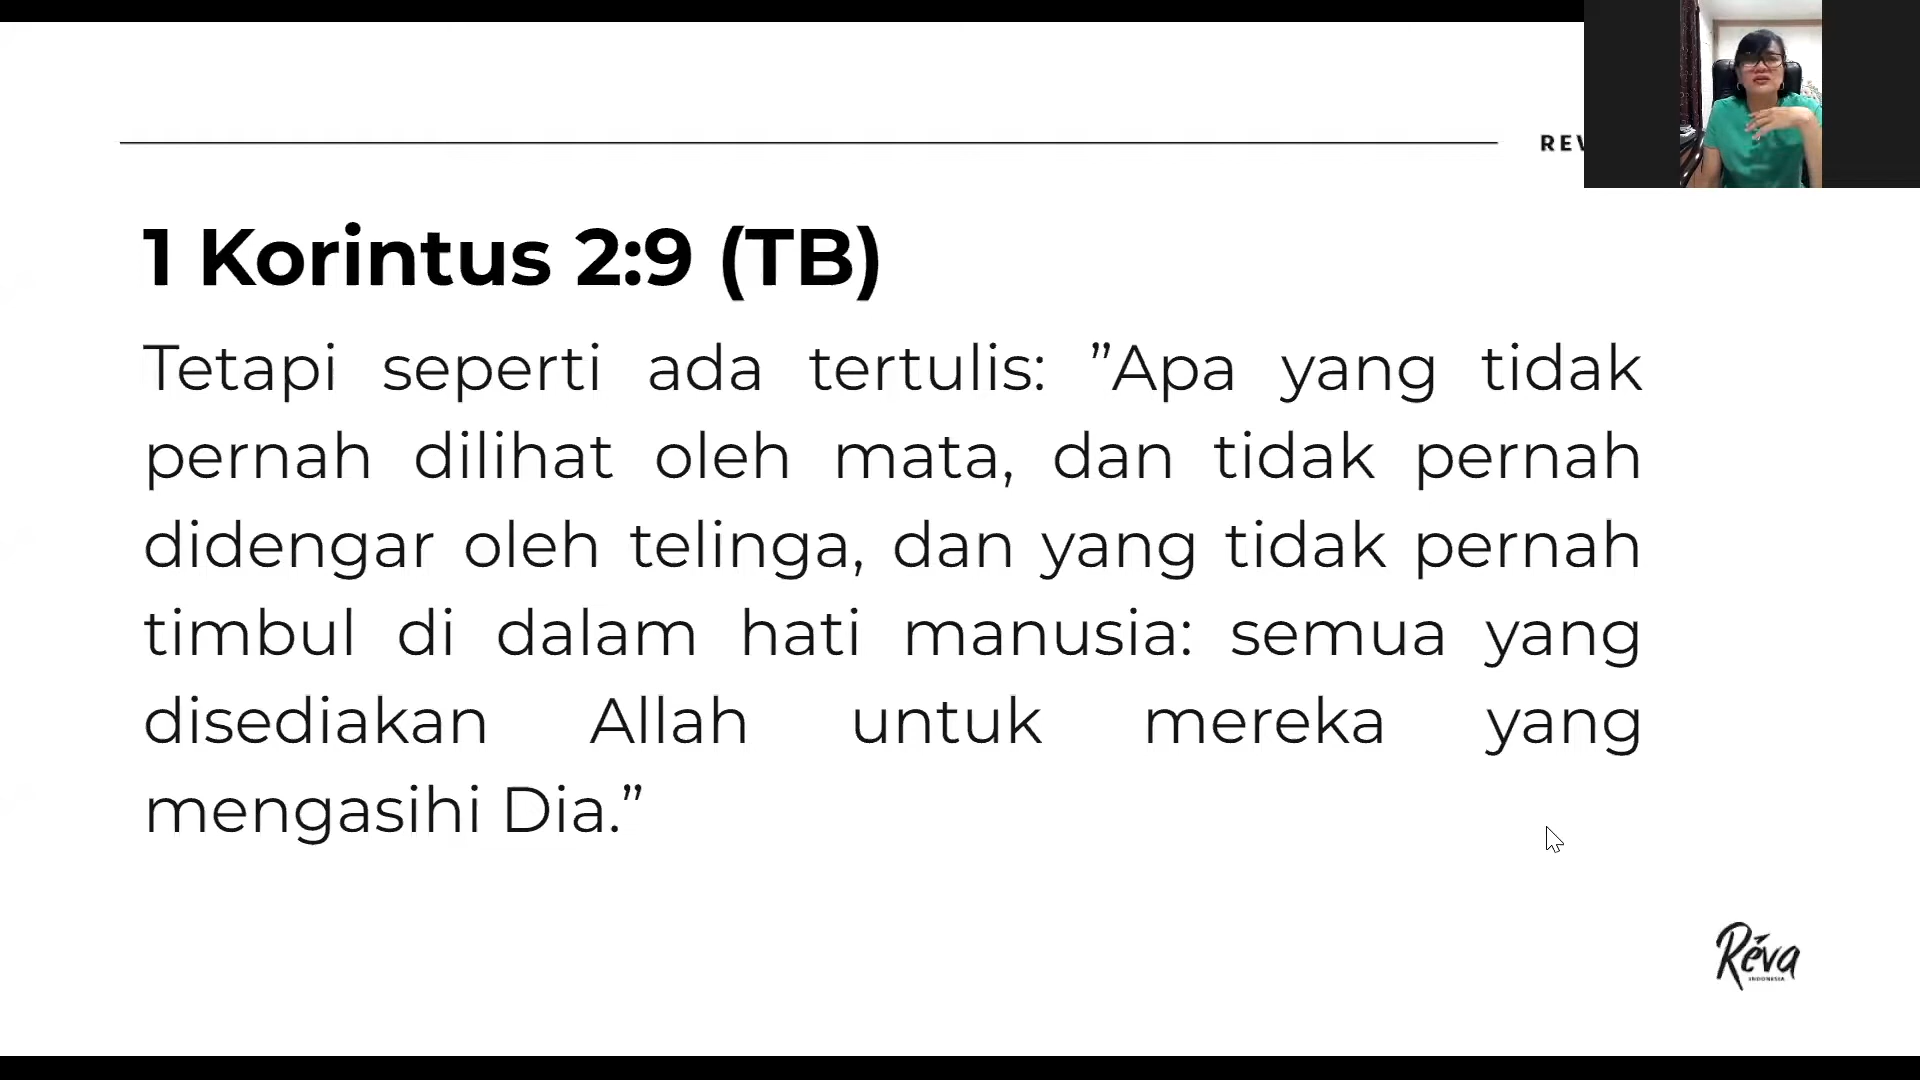 1 Korintus 2:9 (TB)
Tetapi seperti ada tertulis: ”Apa yang tidak
pernah dilihat oleh mata, dan tidak pernah
didengar oleh telinga, dan yang tidak pernah
timbul di dalam hati manusia: semua yang
disediakan Allah untuk mereka yang
mengasihi Dia.”
Réva
INDONESIA